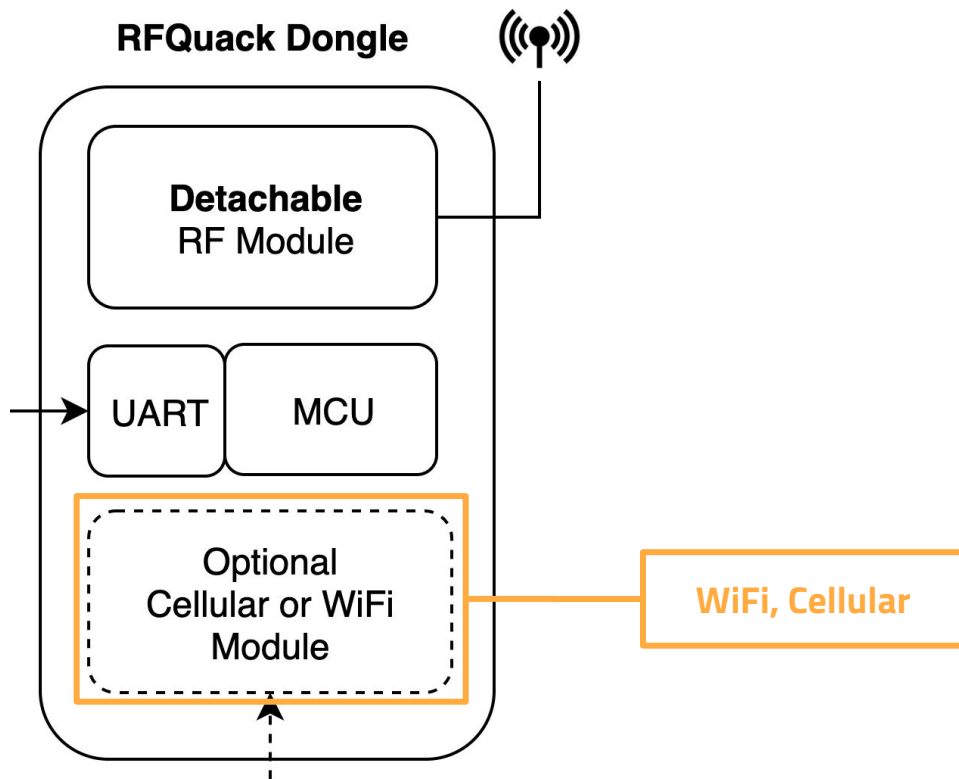 RFQuack Dongle
Detachable
RF Module
UART
MCU
Optional
Cellular or WiFi
Module
WiFi, Cellular